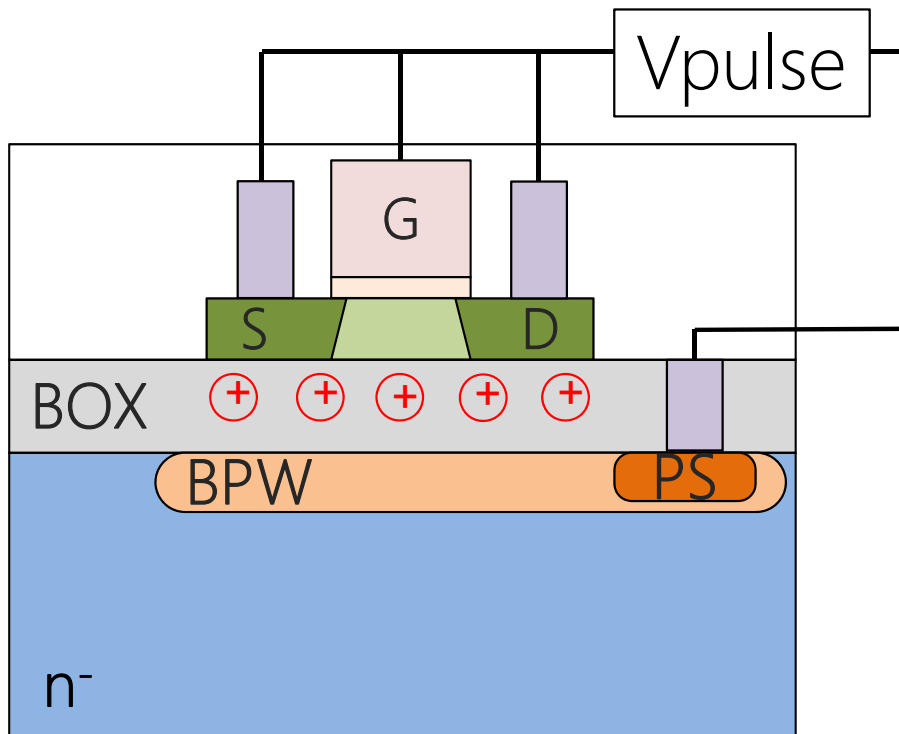 Vpulse
G
S
D
BOX
+ + + + +
BPW
PS
n⁻